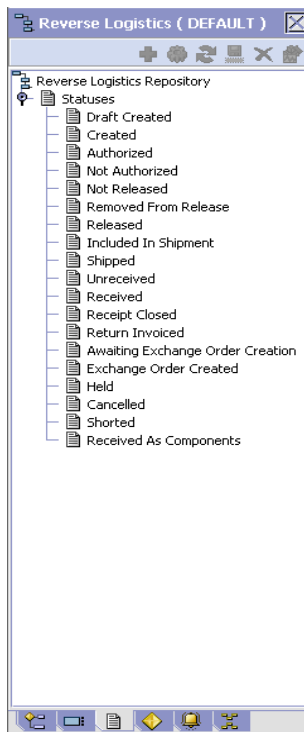 Reverse Logistics ( DEFAULT )
Reverse Logistics Repository
Statuses
Draft Created
Created
Authorized
Not Authorized
Not Released
Removed From Release
Released
Included In Shipment
Shipped
Unreceived
Received
Receipt Closed
Return Invoiced
Awaiting Exchange Order Creation
Exchange Order Created
Held
Cancelled
Shorted
Received As Components